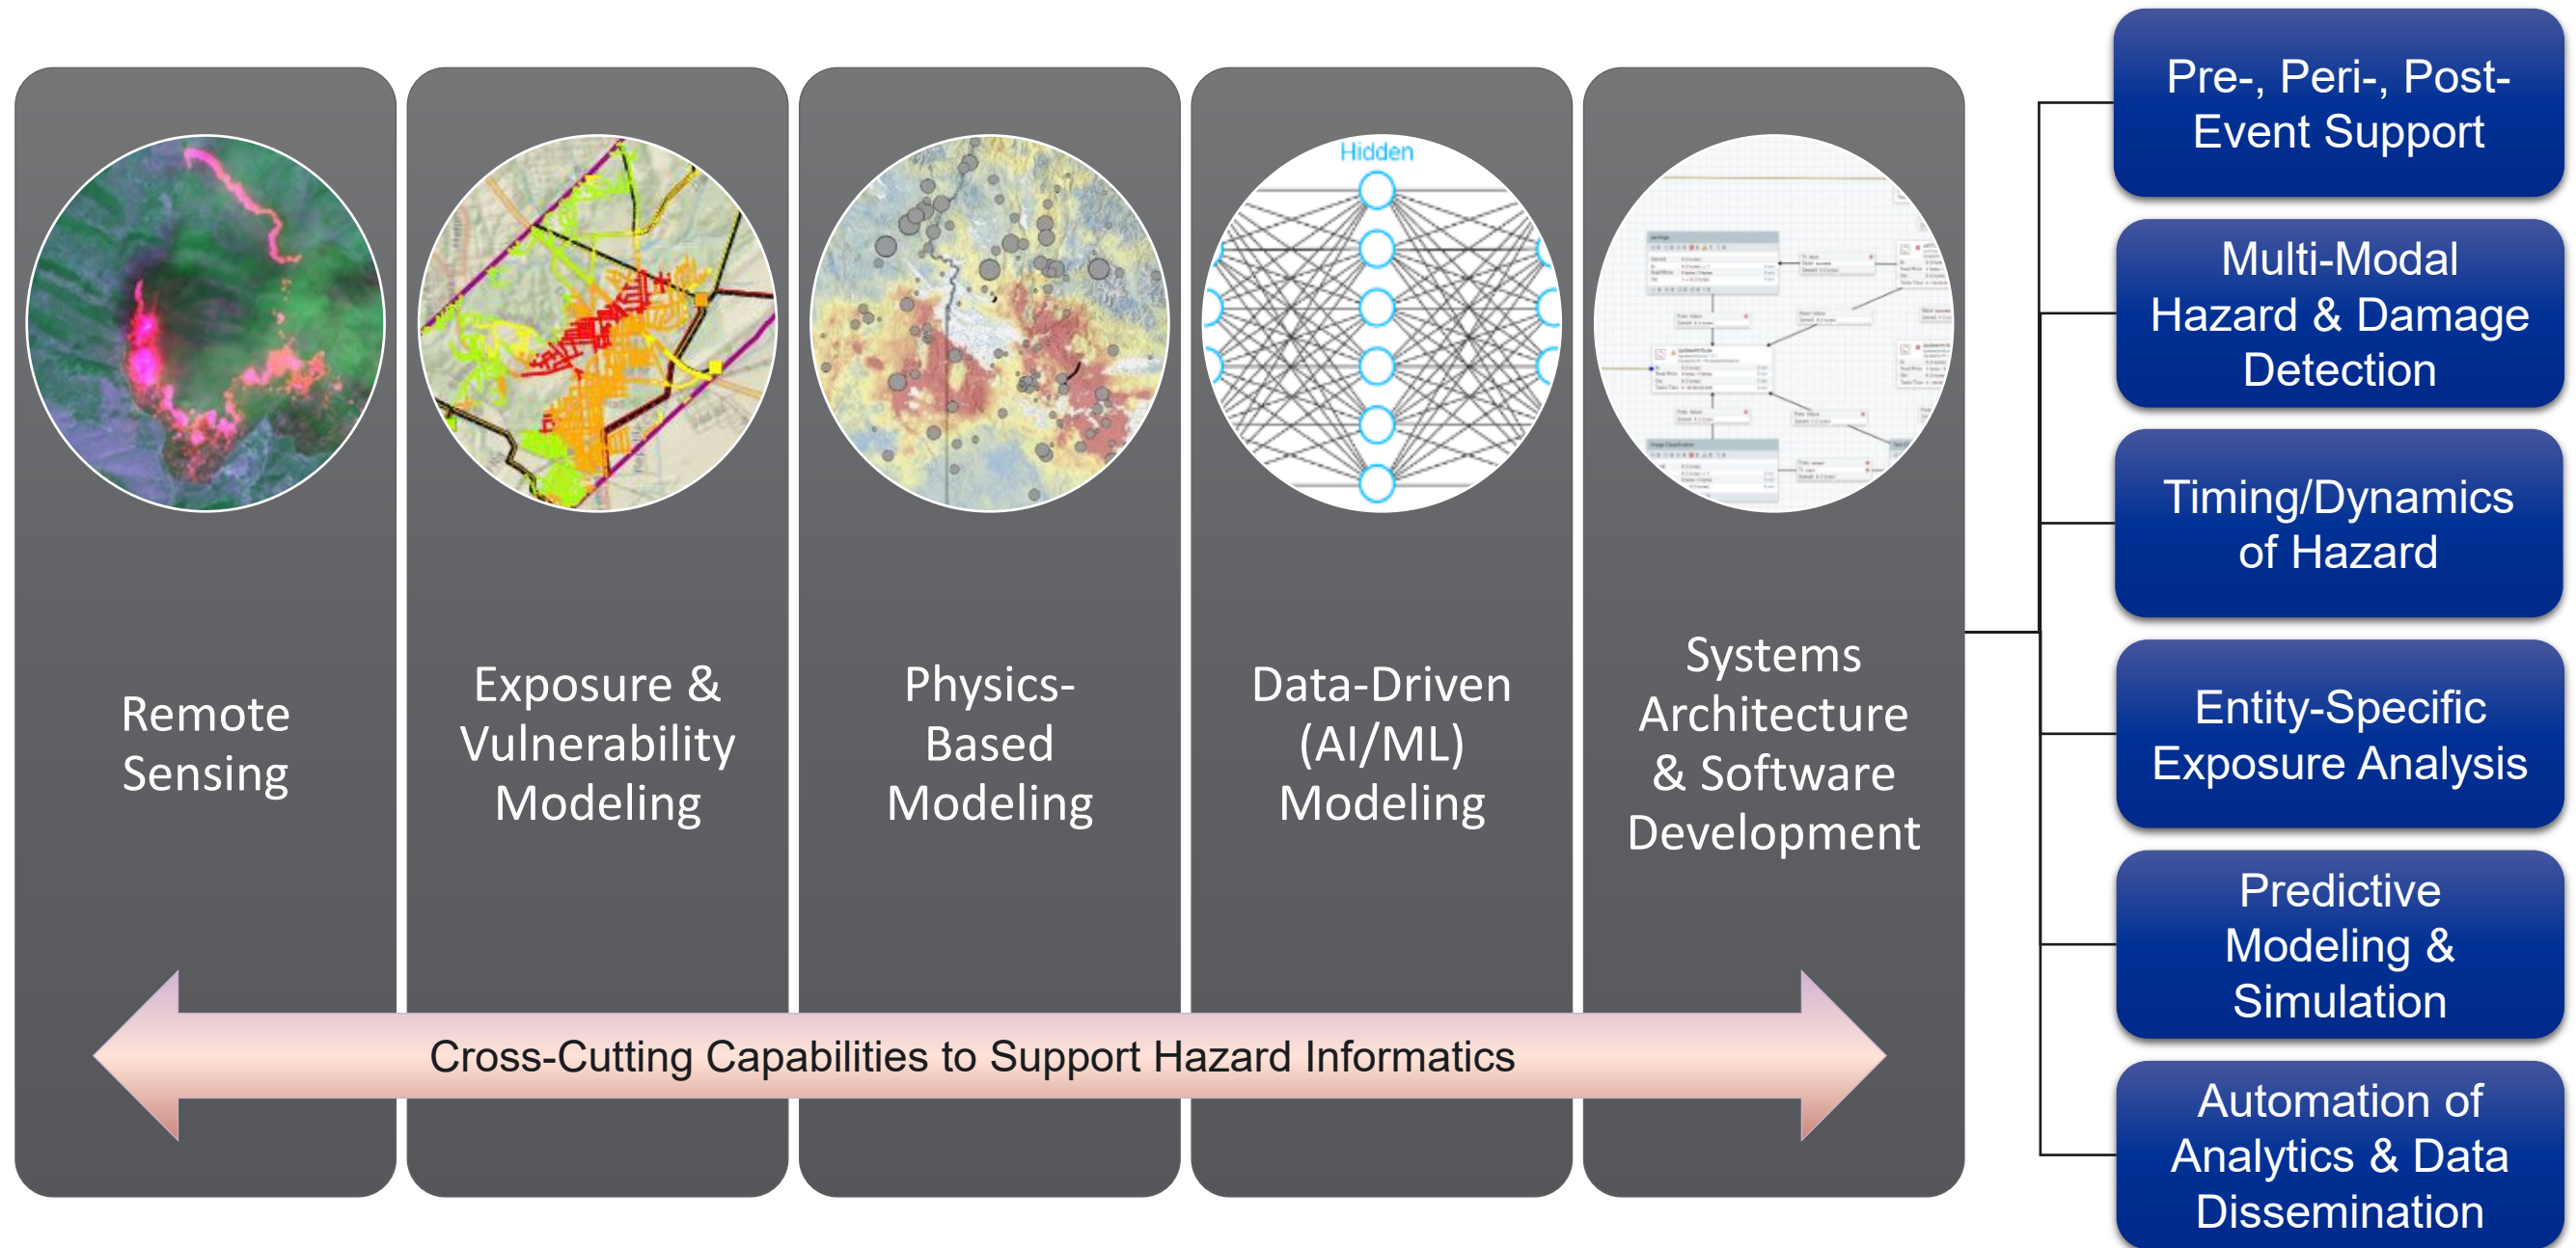 Hidden
Remote
Sensing
Exposure &
Vulnerability
Modeling
Physics-
Based
Modeling
Data-Driven
(AI/ML)
Modeling
Systems
Architecture
& Software
Development
Cross-Cutting Capabilities to Support Hazard Informatics
Pre-, Peri-, Post-
Event Support
Multi-Modal
Hazard & Damage
Detection
Timing/Dynamics
of Hazard
Entity-Specific
Exposure Analysis
Predictive
Modeling &
Simulation
Automation of
Analytics & Data
Dissemination